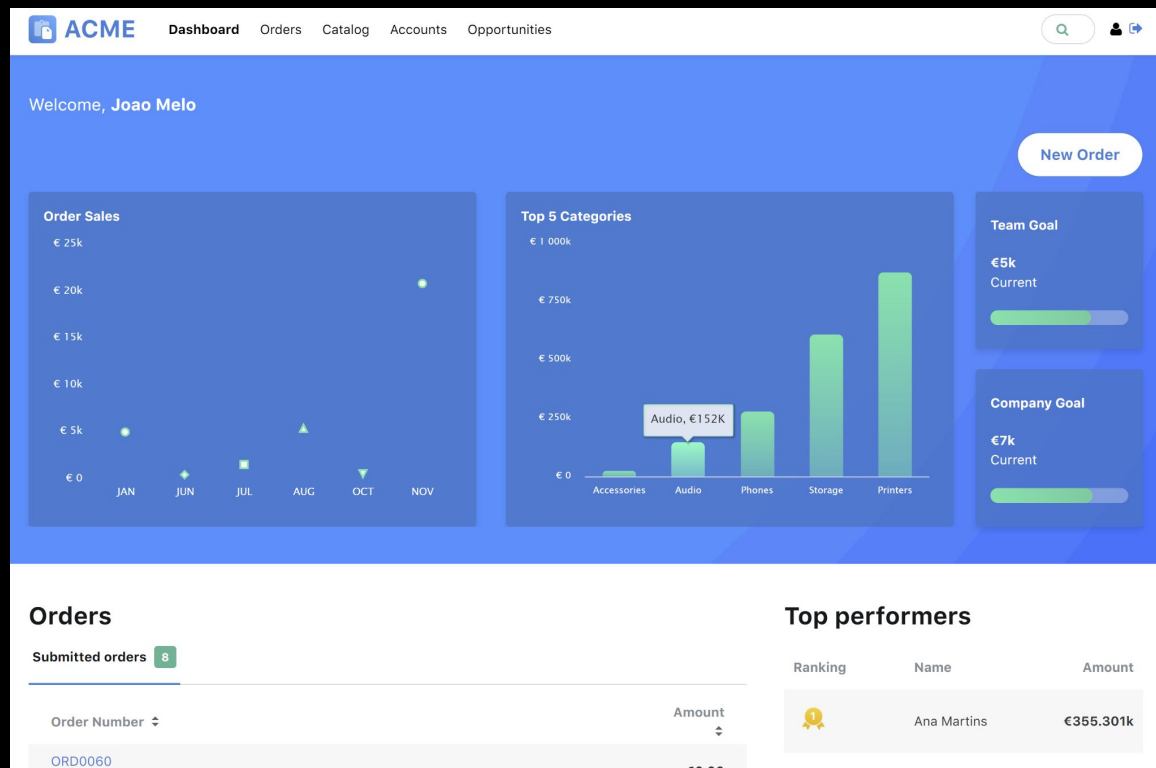 ACME
Dashboard Orders Catalog Accounts Opportunities
Welcome, Joao Melo
New Order
Order Sales
€ 25k
€ 20k
€ 15k
€ 10k
€ 5k
€ 0
JAN JUN JUL AUG OCT NOV
Top 5 Categories
€ 1 000k
€ 750k
€ 500k
€ 250k
€ 0
Audio, €152K
Accessories Audio Phones Storage Printers
Team Goal
€5k
Current
Company Goal
€7k
Current
Orders
Submitted orders 8
Order Number Amount
ORD0060
Top performers
Ranking Name Amount
1 Ana Martins €355.301k